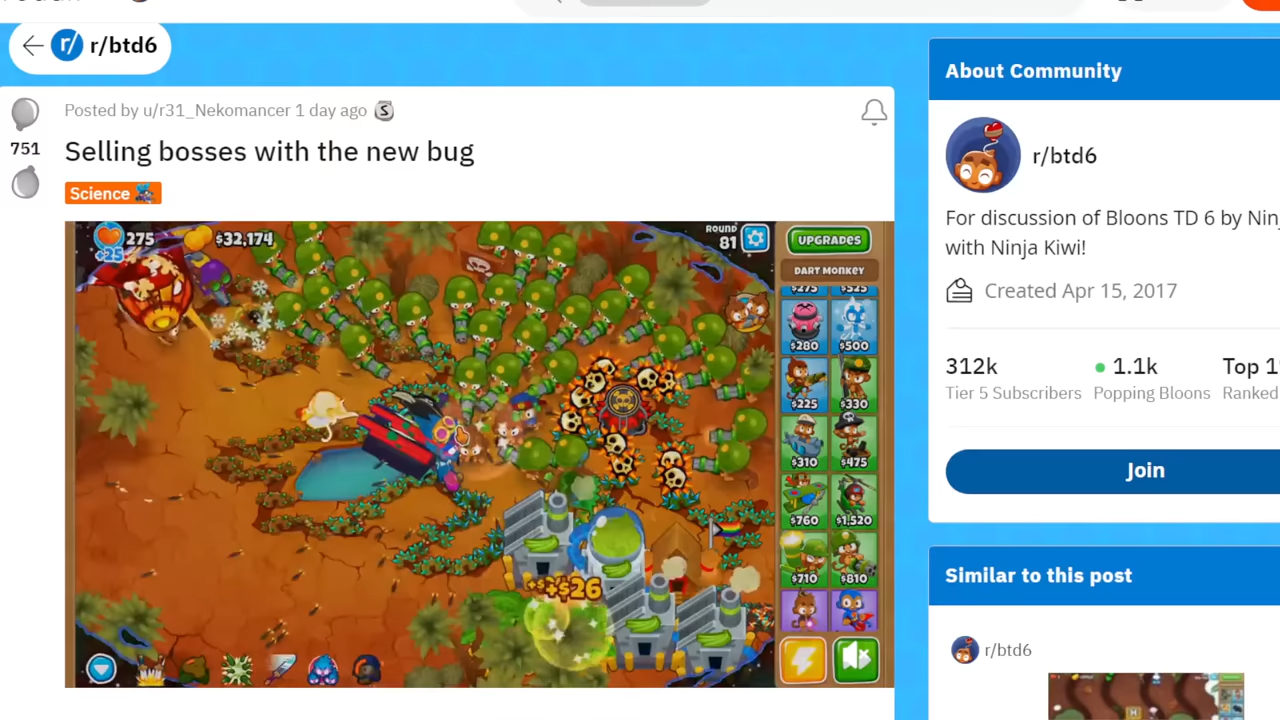 r/ r/btd6
Posted by u/r31_Nekomancer 1 day ago S
751
Selling bosses with the new bug
Science
275
+25
$32,174
ROUND
81
UPGRADES
DART MONKEY
$275 $525
$280 $500
$225 $330
$310 $475
$760 $1,520
$710 $810
+$26
About Community
r/btd6
For discussion of Bloons TD 6 by Nin
with Ninja Kiwi!
Created Apr 15, 2017
312k 1.1k Top 1
Tier 5 Subscribers Popping Bloons Ranked
Join
Similar to this post
r/btd6